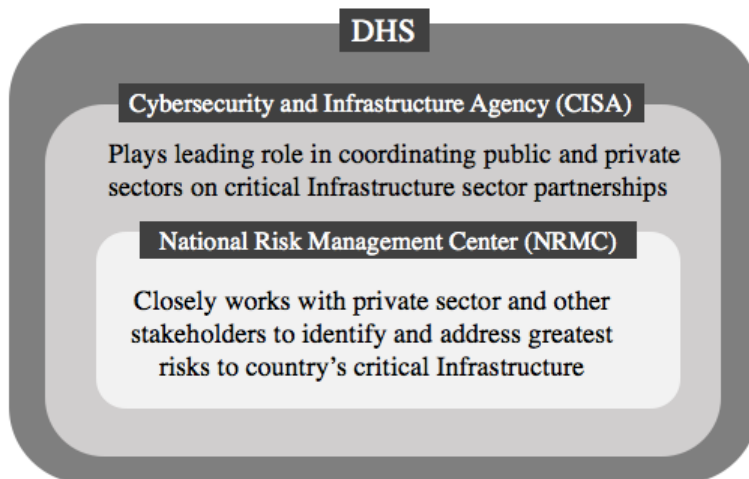 DHS
Cybersecurity and Infrastructure Agency (CISA)
Plays leading role in coordinating public and private
sectors on critical Infrastructure sector partnerships
National Risk Management Center (NRMC)
Closely works with private sector and other
stakeholders to identify and address greatest
risks to country's critical Infrastructure